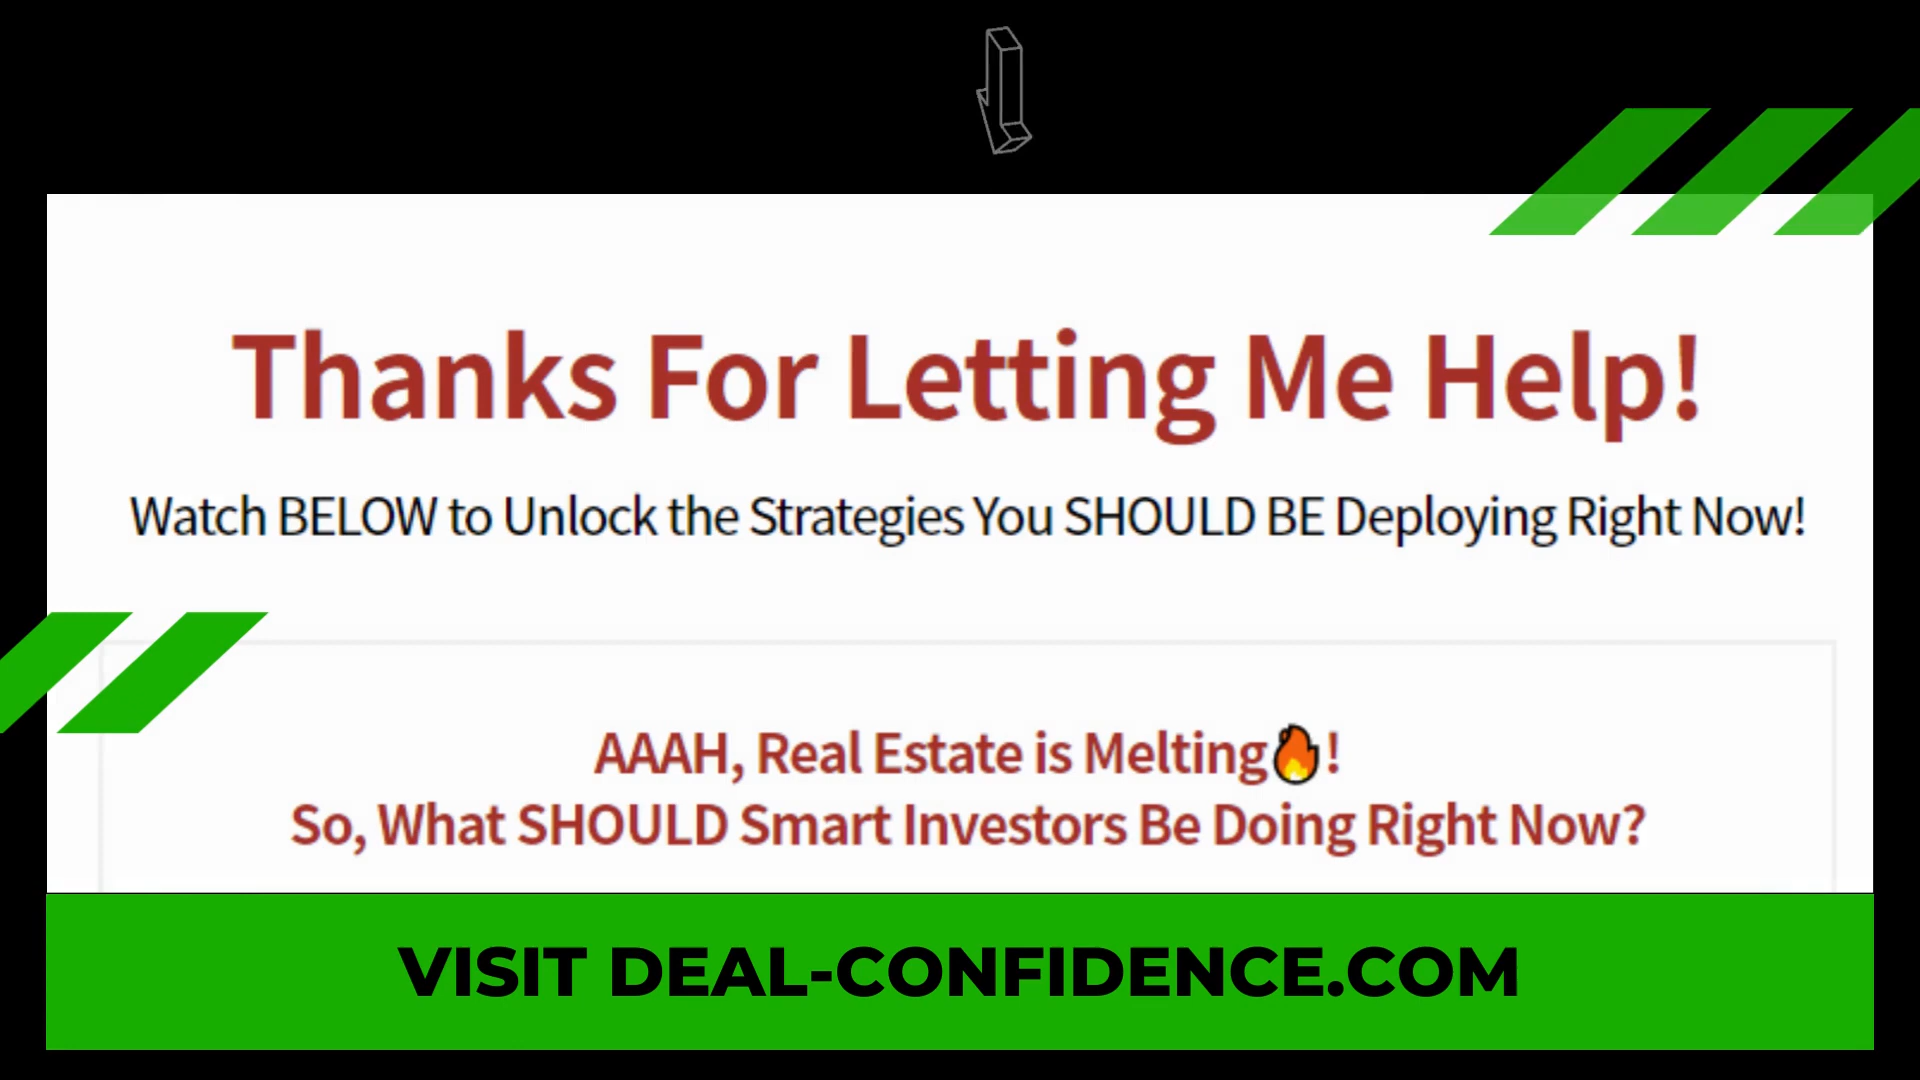 Thanks For Letting Me Help!
Watch BELOW to Unlock the Strategies You SHOULD BE Deploying Right Now!
AAAH, Real Estate is Melting🔥!
So, What SHOULD Smart Investors Be Doing Right Now?
VISIT DEAL-CONFIDENCE.COM